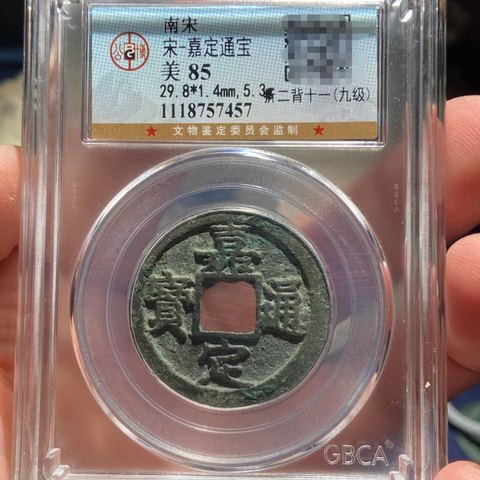 南宋
宋·嘉定通宝
美 85
29.8*1.4mm,5.3
折二背十一(九级)
1118757457
★ 文物鉴定委员会监制 ★
嘉定通寶
GBCA®